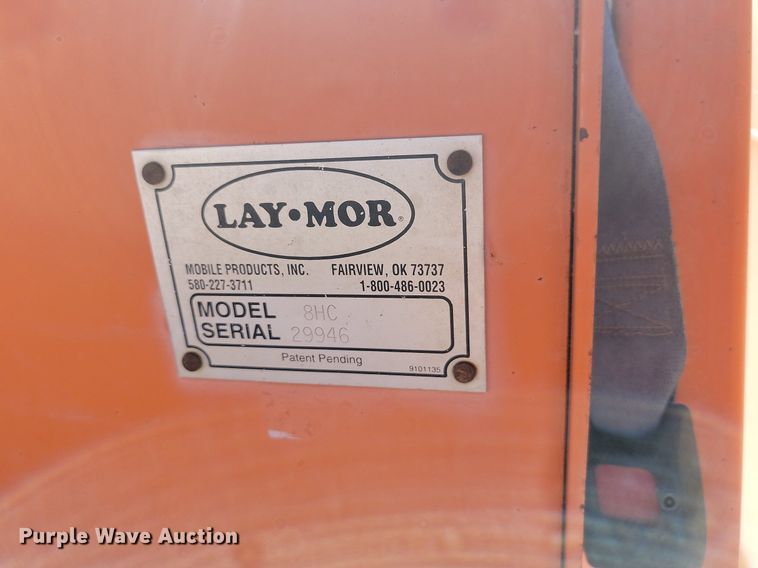 LAY•MOR®
MOBILE PRODUCTS, INC. FAIRVIEW, OK 73737
580-227-3711 1-800-486-0023
MODEL 8HC
SERIAL 29946
Patent Pending 9101135
Purple Wave Auction